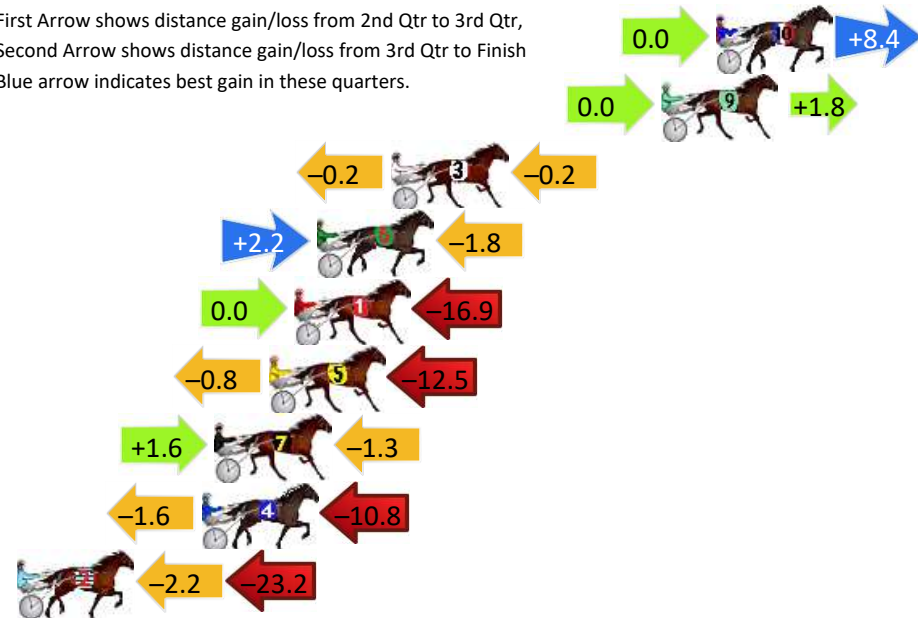 First Arrow shows distance gain/loss from 2nd Qtr to 3rd Qtr,
Second Arrow shows distance gain/loss from 3rd Qtr to Finish
Blue arrow indicates best gain in these quarters.
0.0 10 +8.4
0.0 9 +1.8
–0.2 3 –0.2
+2.2 –1.8
0.0 1 –16.9
–0.8 5 –12.5
+1.6 7 –1.3
–1.6 4 –10.8
–2.2 –23.2